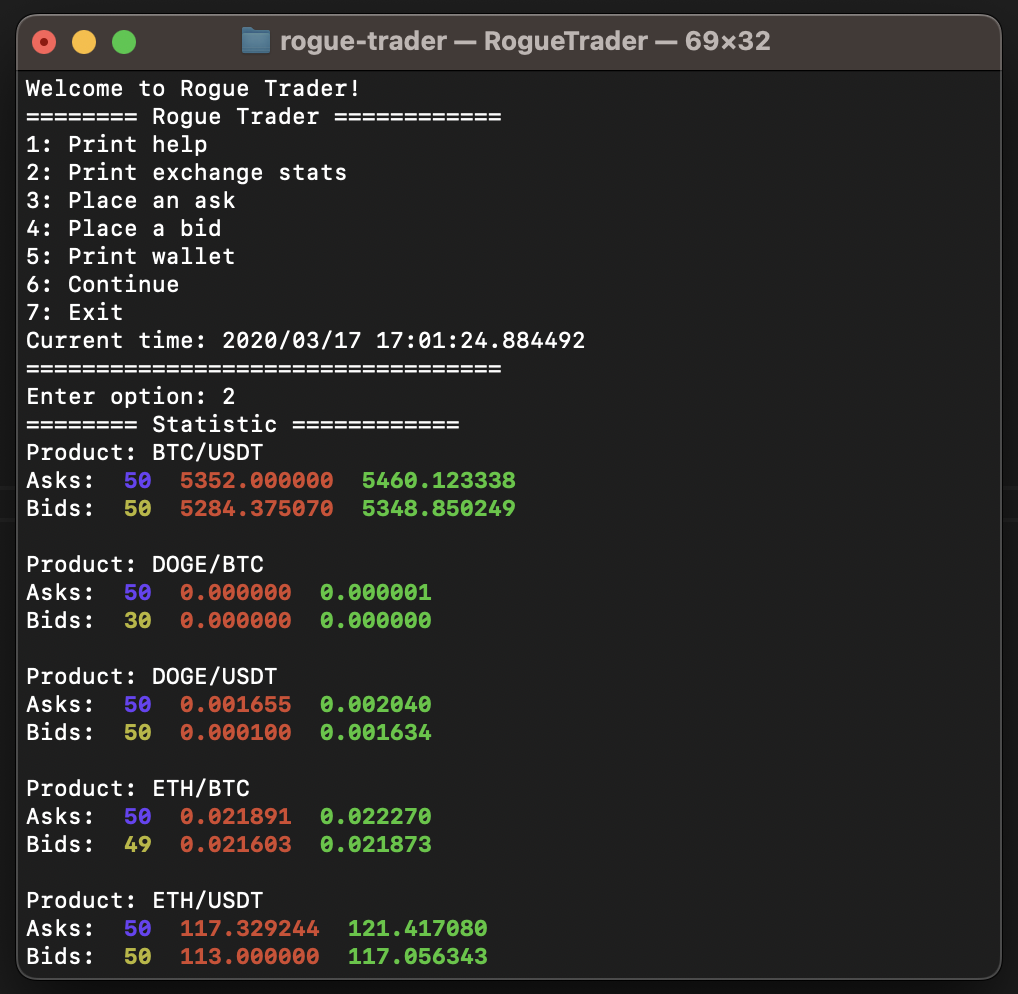 rogue-trader — RogueTrader — 69×32
Welcome to Rogue Trader!
======== Rogue Trader ============
1: Print help
2: Print exchange stats
3: Place an ask
4: Place a bid
5: Print wallet
6: Continue
7: Exit
Current time: 2020/03/17 17:01:24.884492
==================================
Enter option: 2
======== Statistic ============
Product: BTC/USDT
Asks:  50  5352.000000  5460.123338
Bids:  50  5284.375070  5348.850249

Product: DOGE/BTC
Asks:  50  0.000000  0.000001
Bids:  30  0.000000  0.000000

Product: DOGE/USDT
Asks:  50  0.001655  0.002040
Bids:  50  0.000100  0.001634

Product: ETH/BTC
Asks:  50  0.021891  0.022270
Bids:  49  0.021603  0.021873

Product: ETH/USDT
Asks:  50  117.329244  121.417080
Bids:  50  113.000000  117.056343